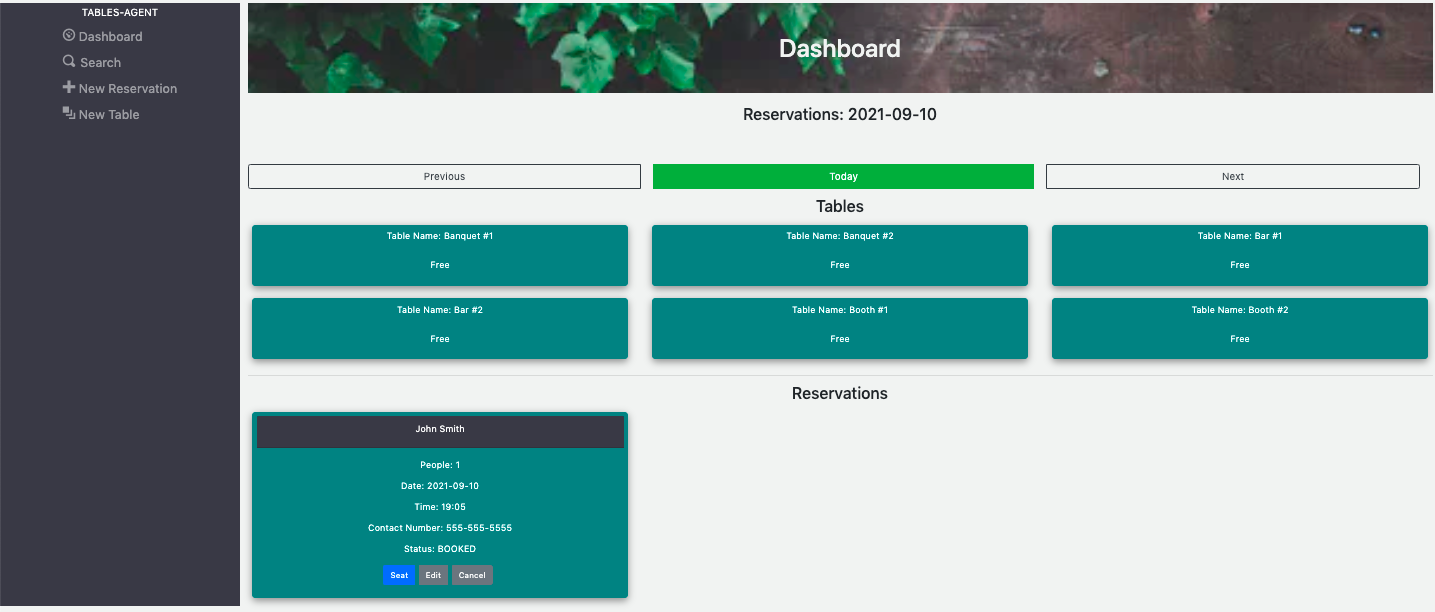 TABLES-AGENT
Dashboard
Search
New Reservation
New Table
Dashboard
Reservations: 2021-09-10
Previous
Today
Next
Tables
Table Name: Banquet #1
Free
Table Name: Banquet #2
Free
Table Name: Bar #1
Free
Table Name: Bar #2
Free
Table Name: Booth #1
Free
Table Name: Booth #2
Free
Reservations
John Smith
People: 1
Date: 2021-09-10
Time: 19:05
Contact Number: 555-555-5555
Status: BOOKED
Seat Edit Cancel